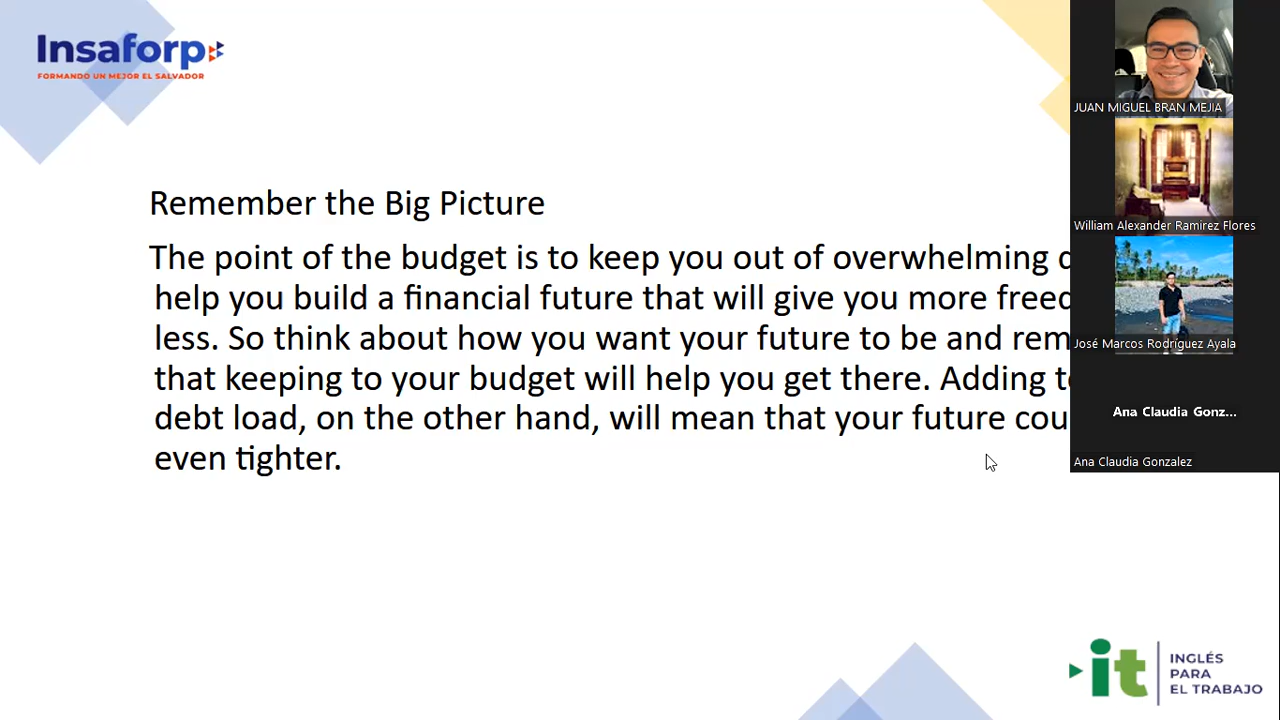 Insaforp
FORMANDO UN MEJOR EL SALVADOR
Remember the Big Picture
The point of the budget is to keep you out of overwhelming
help you build a financial future that will give you more
less. So think about how you want your future to be and
that keeping to your budget will help you get there. Adding
debt load, on the other hand, will mean that your future
even tighter.
JUAN MIGUEL BRAN MEJIA
William Alexander Ramirez Flores
José Marcos Rodríguez Ayala
Ana Claudia Gonz...
Ana Claudia Gonzalez
it
INGLÉS
PARA
EL TRABAJO